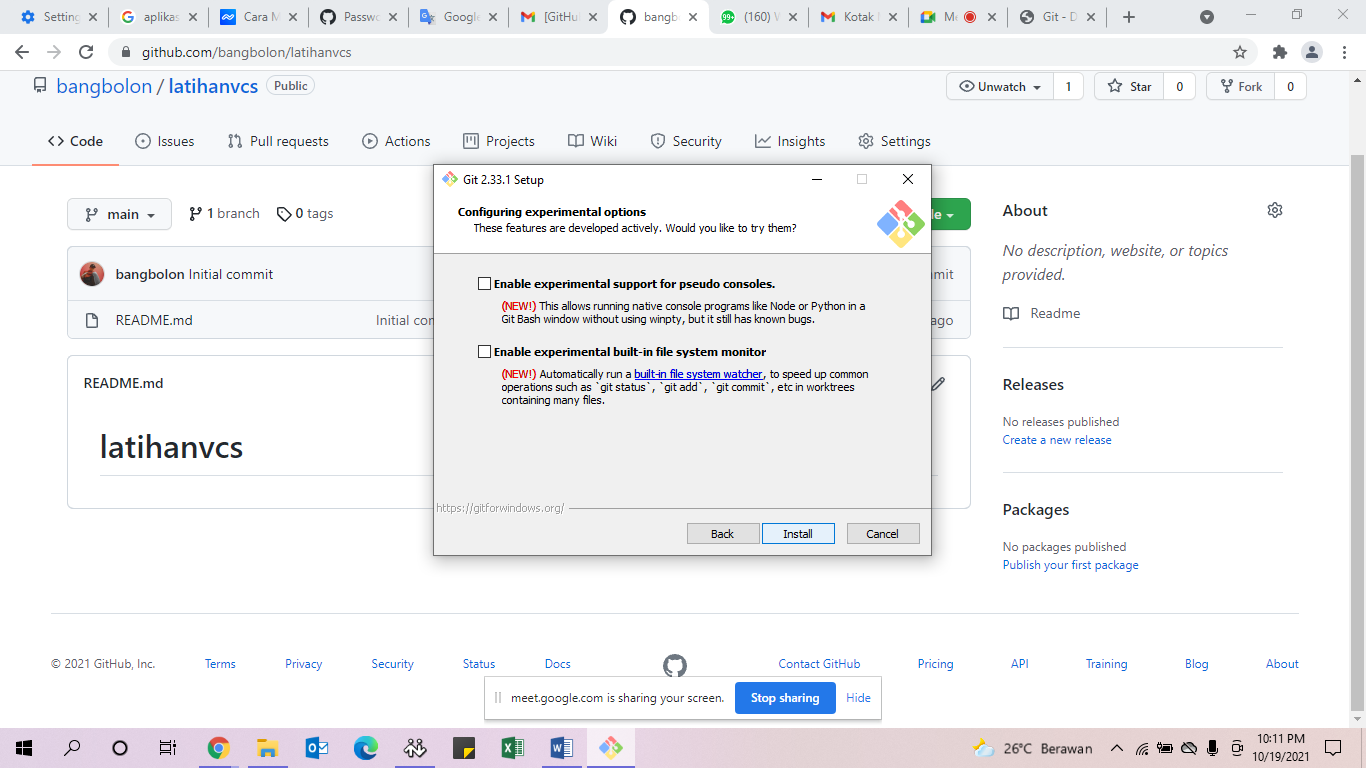 Setting
aplikas
Cara M
Passwo
Google
[GitHub
bangbo
99+
(160) W
Kotak
Me
Git - D
github.com/bangbolon/latihanvcs
bangbolon / latihanvcs Public
Unwatch 1
Star 0
Fork 0
Code
Issues
Pull requests
Actions
Projects
Wiki
Security
Insights
Settings
main
1 branch
0 tags
bangbolon Initial commit
README.md
Initial cor
ago
README.md
latihanvcs
Git 2.33.1 Setup
Configuring experimental options
These features are developed actively. Would you like to try them?
Enable experimental support for pseudo consoles.
(NEW!) This allows running native console programs like Node or Python in a
Git Bash window without using winpty, but it still has known bugs.
Enable experimental built-in file system monitor
(NEW!) Automatically run a built-in file system watcher, to speed up common
operations such as `git status`, `git add`, `git commit`, etc in worktrees
containing many files.
https://gitforwindows.org/
Back
Install
Cancel
About
No description, website, or topics
provided.
Readme
Releases
No releases published
Create a new release
Packages
No packages published
Publish your first package
© 2021 GitHub, Inc.
Terms
Privacy
Security
Status
Docs
Contact GitHub
Pricing
API
Training
Blog
About
meet.google.com is sharing your screen.
Stop sharing
Hide
26°C Berawan
10:11 PM
10/19/2021